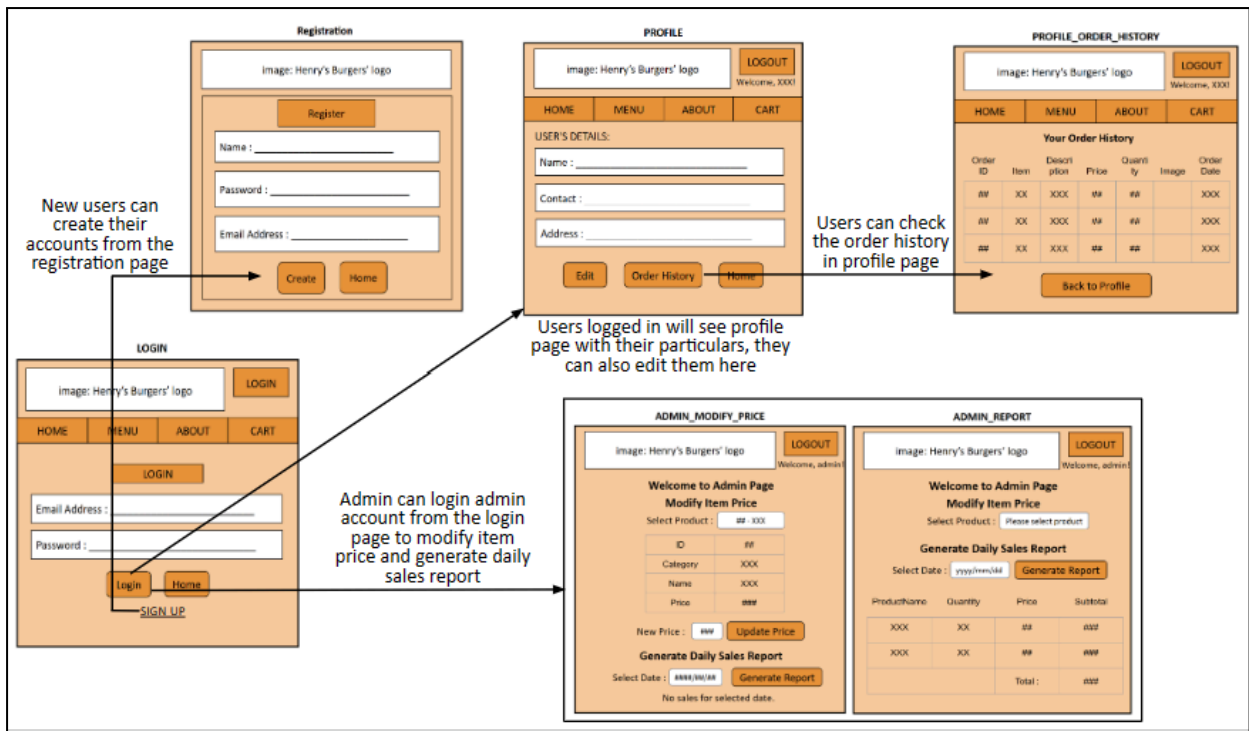 Registration
image: Henry's Burgers' logo
Register
Name :
Password :
Email Address :
Create
Home
New users can
create their
accounts from the
registration page
PROFILE
image: Henry's Burgers' logo
LOGOUT
Welcome, XXX!
HOME MENU ABOUT CART
USER'S DETAILS:
Name :
Contact :
Address :
Edit
Order History
Home
Users logged in will see profile
page with their particulars, they
can also edit them here
Users can check
the order history
in profile page
PROFILE_ORDER_HISTORY
image: Henry's Burgers' logo
LOGOUT
Welcome, XXX!
HOME MENU ABOUT CART
Your Order History
Order ID Item Description Price Quantity Image Order Date
## XX XXX ## ## XXX
## XX XXX ## ## XXX
## XX XXX ## ## XXX
Back to Profile
LOGIN
image: Henry's Burgers' logo
LOGIN
HOME MENU ABOUT CART
LOGIN
Email Address :
Password :
Login
Home
SIGN UP
Admin can login admin
account from the login
page to modify item
price and generate daily
sales report
ADMIN_MODIFY_PRICE
image: Henry's Burgers' logo
LOGOUT
Welcome, admin!
Welcome to Admin Page
Modify Item Price
Select Product : ## - XXX
ID ##
Category XXX
Name XXX
Price ###
New Price : ### Update Price
Generate Daily Sales Report
Select Date : ####/##/## Generate Report
No sales for selected date.
ADMIN_REPORT
image: Henry's Burgers' logo
LOGOUT
Welcome, admin!
Welcome to Admin Page
Modify Item Price
Select Product : Please select product
Generate Daily Sales Report
Select Date : yyyy/mm/dd Generate Report
ProductName Quantity Price Subtotal
XXX XX ## ###
XXX XX ## ###
Total : ###